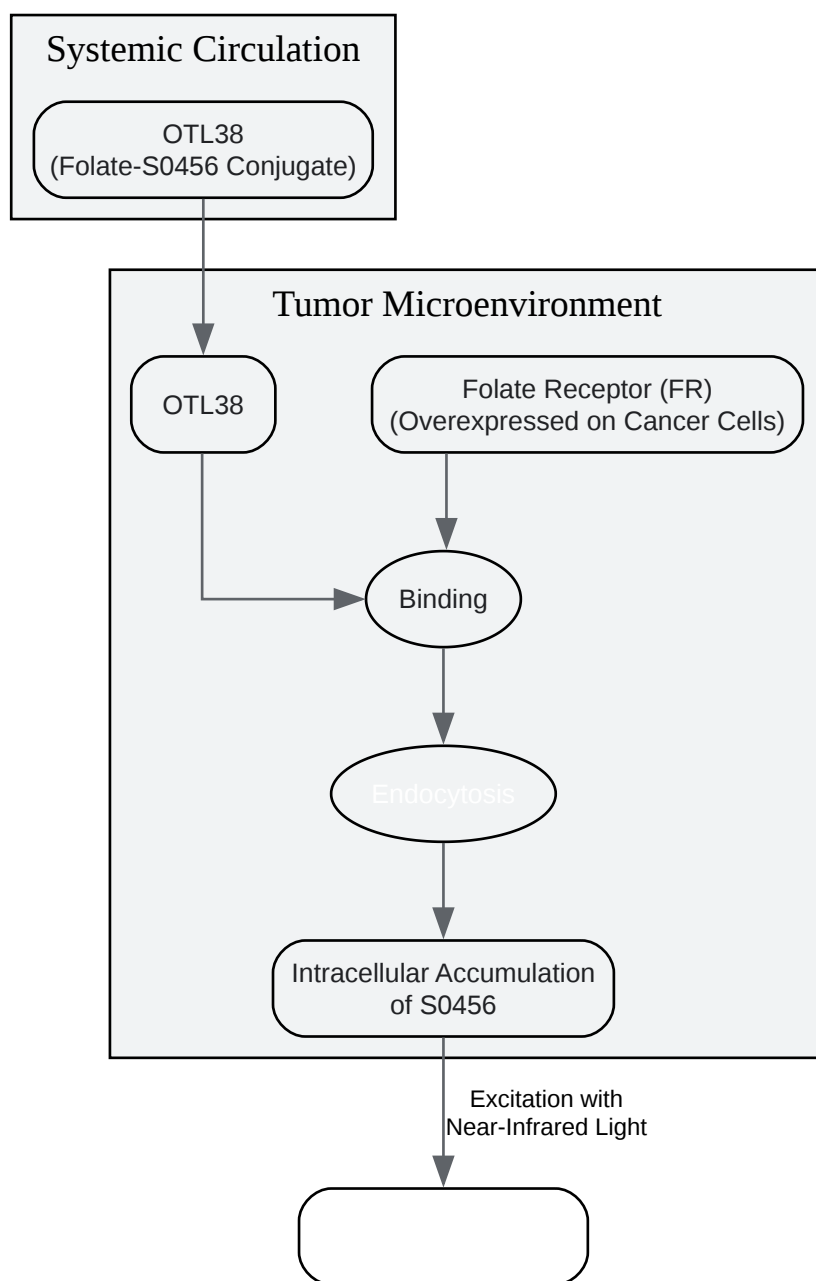 Systemic Circulation
OTL38
(Folate-S0456 Conjugate)
Tumor Microenvironment
OTL38
Folate Receptor (FR)
(Overexpressed on Cancer Cells)
Binding
Endocytosis
Intracellular Accumulation
of S0456
Excitation with
Near-Infrared Light